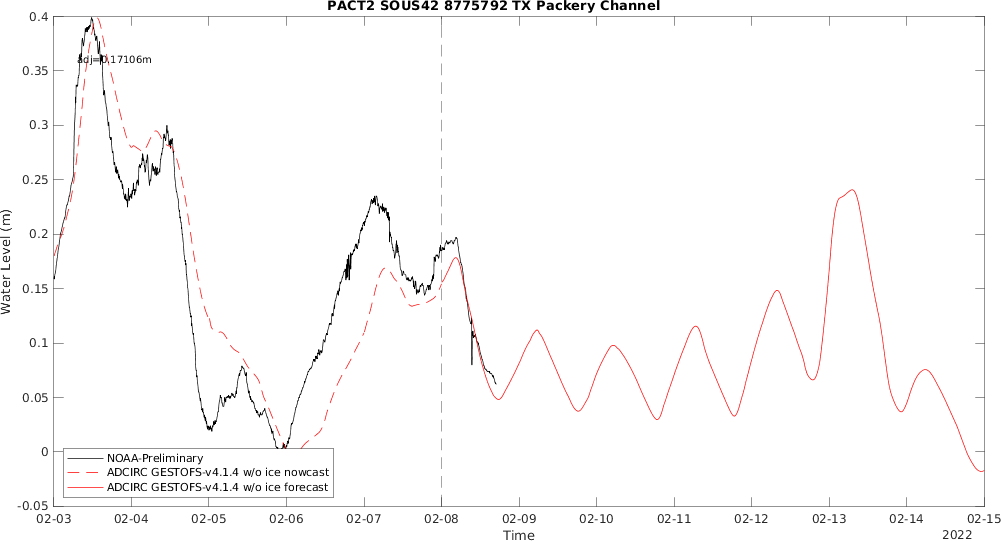 PACT2 SOUS42 8775792 TX Packery Channel
0.4
0.35
0.3
0.25
0.2
0.15
0.1
0.05
0
-0.05
Water Level (m)
adj=0.17106m
NOAA-Preliminary
ADCIRC GESTOFS-v4.1.4 w/o ice nowcast
ADCIRC GESTOFS-v4.1.4 w/o ice forecast
02-03 02-04 02-05 02-06 02-07 02-08 02-09 02-10 02-11 02-12 02-13 02-14 02-15
Time
2022